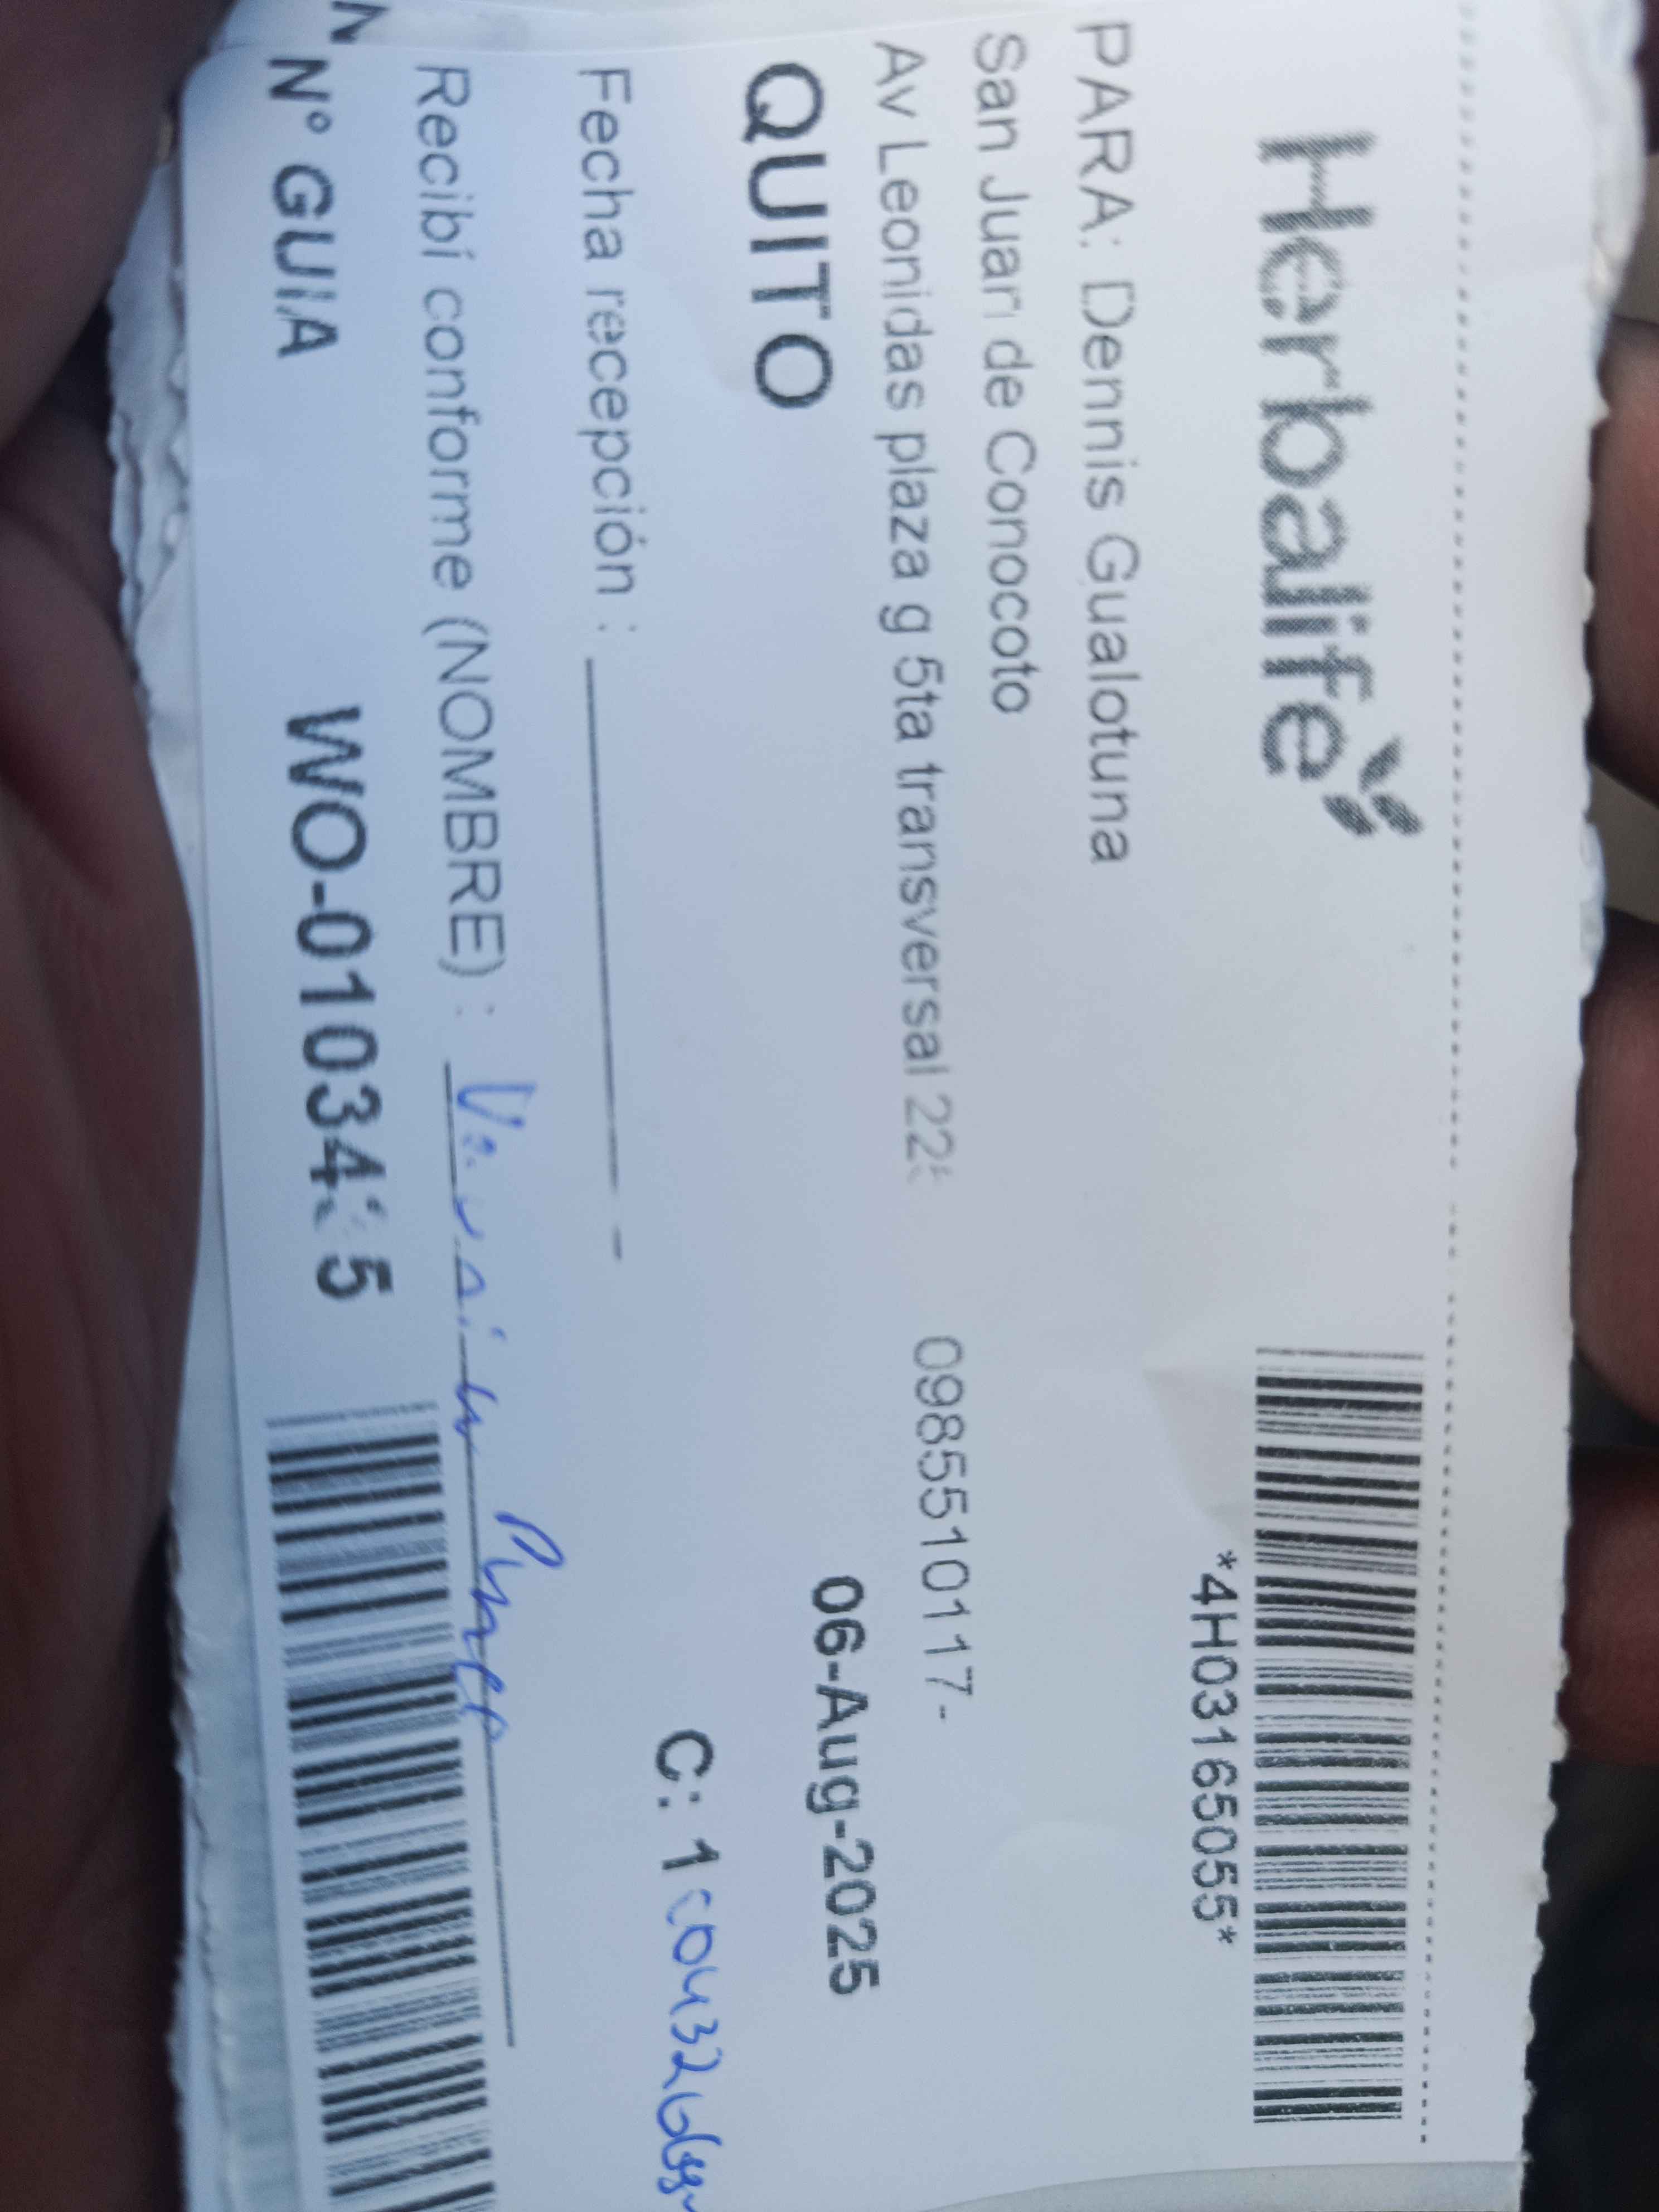 Herbalife
*4H03165055*
PARA: Dennis Gualotuna
San Juan de Conocoto
Av Leonidas plaza g 5ta transversal 0985510117-
QUITO 06-Aug-2025
C: 1
Fecha recepción :
Recibí conforme (NOMBRE) :
N° GUIA